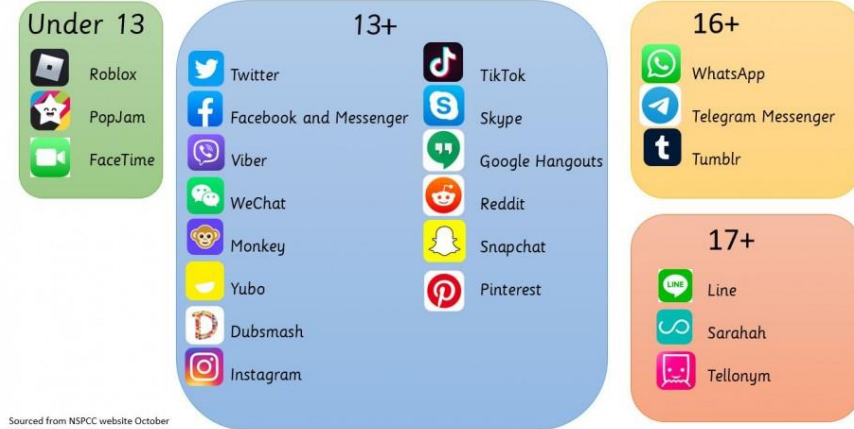 Under 13
Roblox
PopJam
FaceTime
13+
Twitter
Facebook and Messenger
Viber
WeChat
Monkey
Yubo
Dubsmash
Instagram
TikTok
Skype
Google Hangouts
Reddit
Snapchat
Pinterest
16+
WhatsApp
Telegram Messenger
Tumblr
17+
LINE
Line
Sarahah
Tellonym
Sourced from NSPCC website October